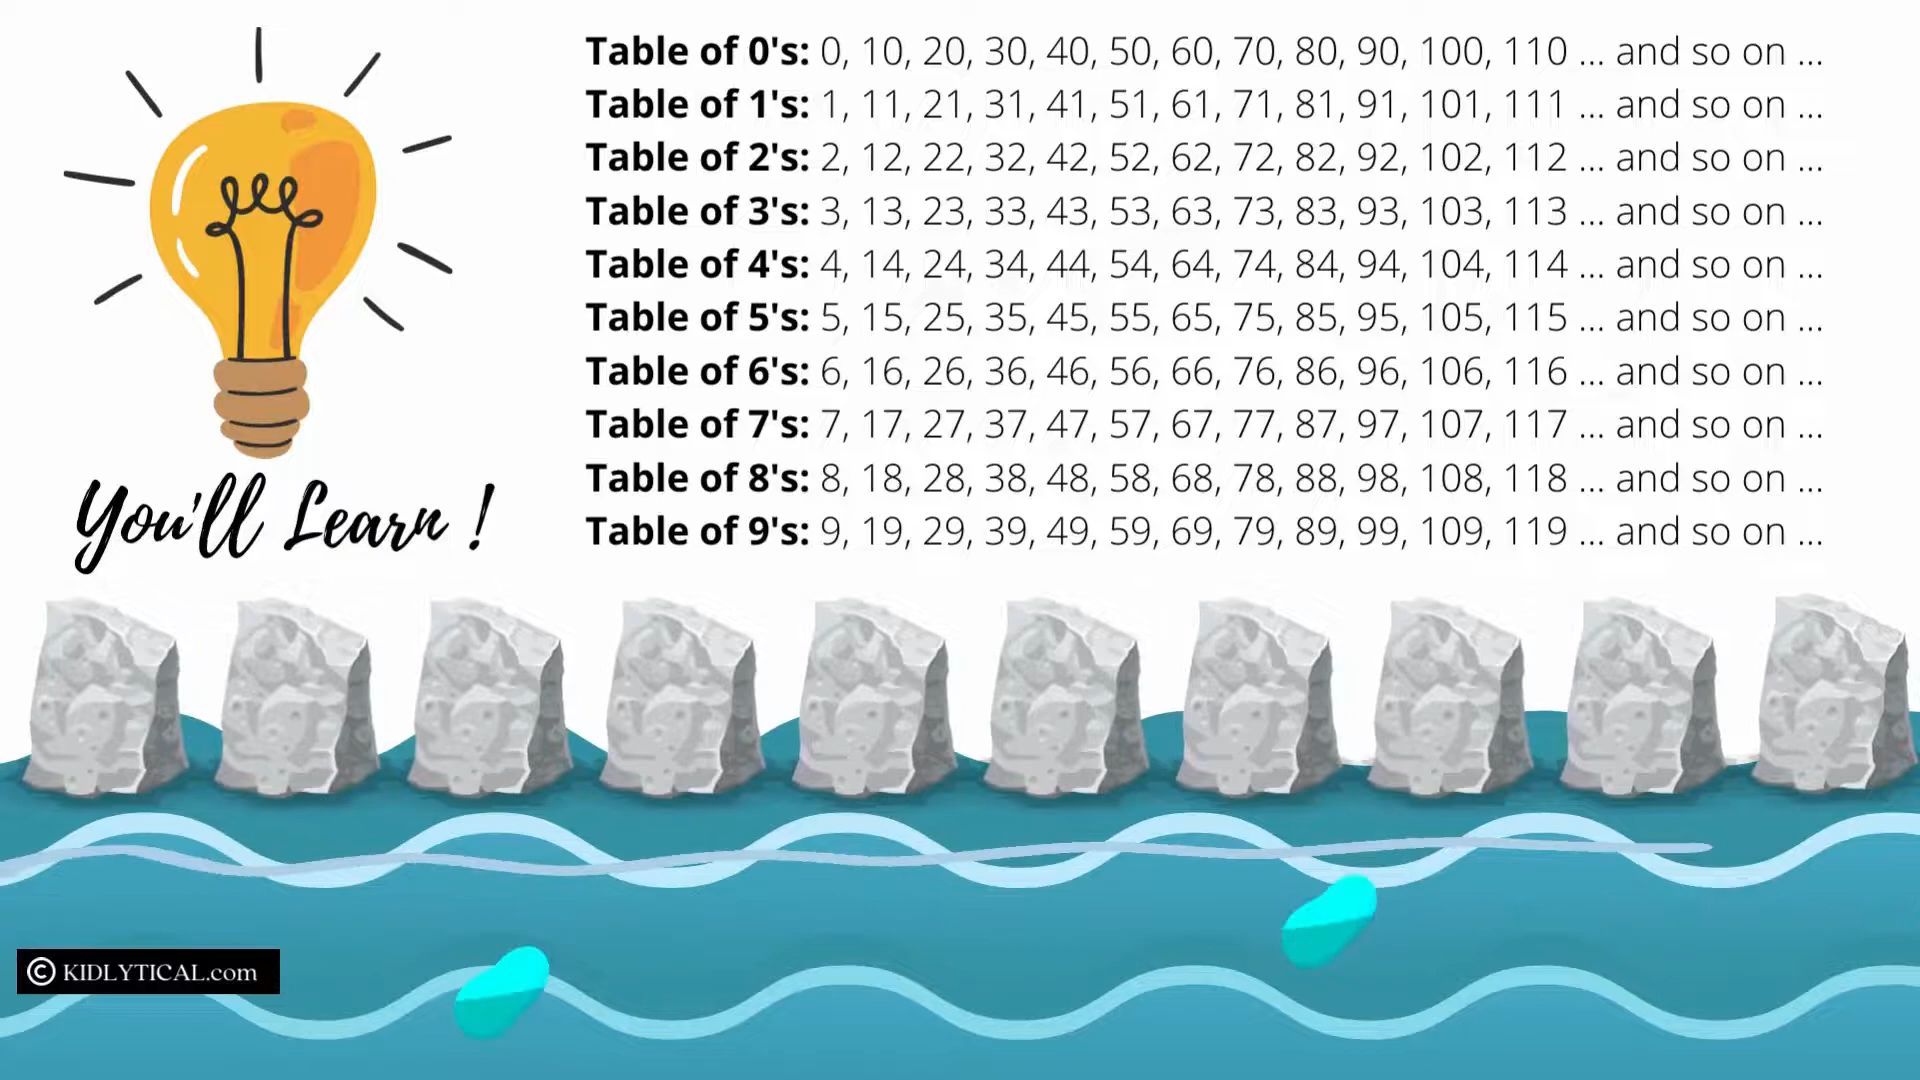 Table of 0's: 0, 10, 20, 30, 40, 50, 60, 70, 80, 90, 100, 110 ... and so on ...
Table of 1's: 1, 11, 21, 31, 41, 51, 61, 71, 81, 91, 101, 111 ... and so on ...
Table of 2's: 2, 12, 22, 32, 42, 52, 62, 72, 82, 92, 102, 112 ... and so on ...
Table of 3's: 3, 13, 23, 33, 43, 53, 63, 73, 83, 93, 103, 113 ... and so on ...
Table of 4's: 4, 14, 24, 34, 44, 54, 64, 74, 84, 94, 104, 114 ... and so on ...
Table of 5's: 5, 15, 25, 35, 45, 55, 65, 75, 85, 95, 105, 115 ... and so on ...
Table of 6's: 6, 16, 26, 36, 46, 56, 66, 76, 86, 96, 106, 116 ... and so on ...
Table of 7's: 7, 17, 27, 37, 47, 57, 67, 77, 87, 97, 107, 117 ... and so on ...
Table of 8's: 8, 18, 28, 38, 48, 58, 68, 78, 88, 98, 108, 118 ... and so on ...
Table of 9's: 9, 19, 29, 39, 49, 59, 69, 79, 89, 99, 109, 119 ... and so on ...
You'll Learn !
© KIDLYTICAL.com